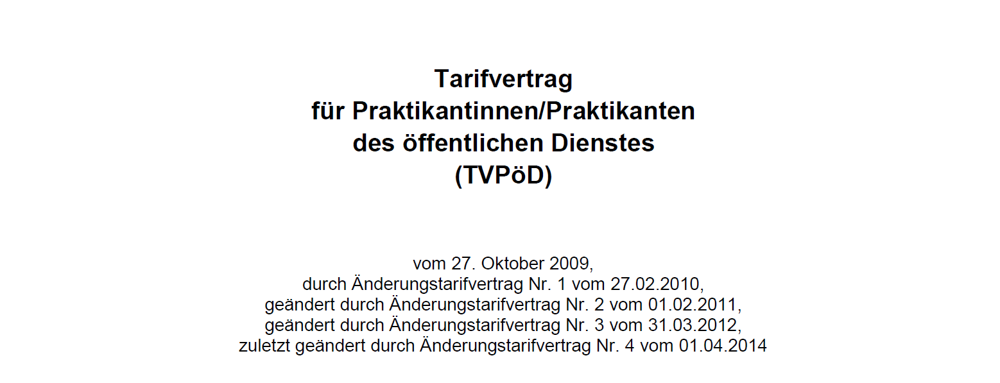 Tarifvertrag
für Praktikantinnen/Praktikanten
des öffentlichen Dienstes
(TVPöD)
vom 27. Oktober 2009,
durch Änderungstarifvertrag Nr. 1 vom 27.02.2010,
geändert durch Änderungstarifvertrag Nr. 2 vom 01.02.2011,
geändert durch Änderungstarifvertrag Nr. 3 vom 31.03.2012,
zuletzt geändert durch Änderungstarifvertrag Nr. 4 vom 01.04.2014